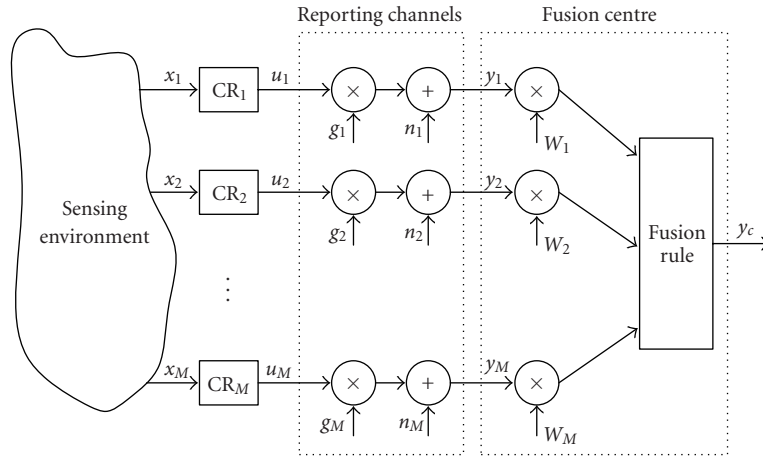 Reporting channels
Fusion centre
x1 CR1 u1 × + y1 ×
g1 n1 W1
x2 CR2 u2 × + y2 ×
g2 n2 W2
Sensing
environment
Fusion
rule
yc
⋮
xM CRM uM × + yM ×
gM nM WM